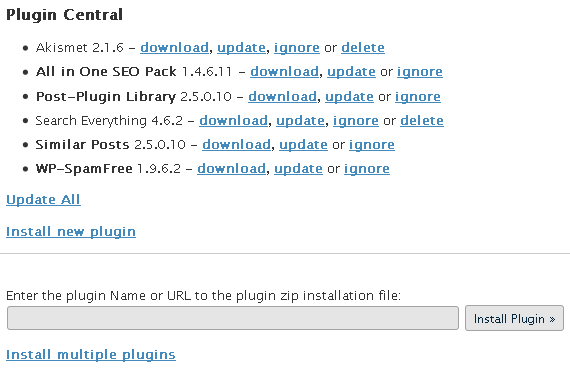 Plugin Central
• Akismet 2.1.6 – download, update, ignore or delete
• All in One SEO Pack 1.4.6.11 – download, update or ignore
• Post-Plugin Library 2.5.0.10 – download, update or ignore
• Search Everything 4.6.2 – download, update, ignore or delete
• Similar Posts 2.5.0.10 – download, update or ignore
• WP-SpamFree 1.9.6.2 – download, update or ignore
Update All
Install new plugin
Enter the plugin Name or URL to the plugin zip installation file:
Install Plugin »
Install multiple plugins